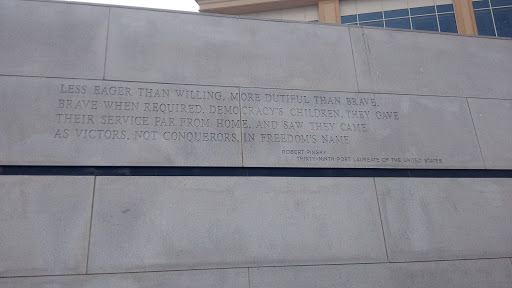 LESS EAGER THAN WILLING, MORE DUTIFUL THAN BRAVE,
BRAVE WHEN REQUIRED, DEMOCRACY'S CHILDREN, THEY GAVE
THEIR SERVICE FAR FROM HOME, AND SAW THEY CAME
AS VICTORS, NOT CONQUERORS, IN FREEDOM'S NAME.
ROBERT PINSKY
THIRTY-NINTH POET LAUREATE OF THE UNITED STATES